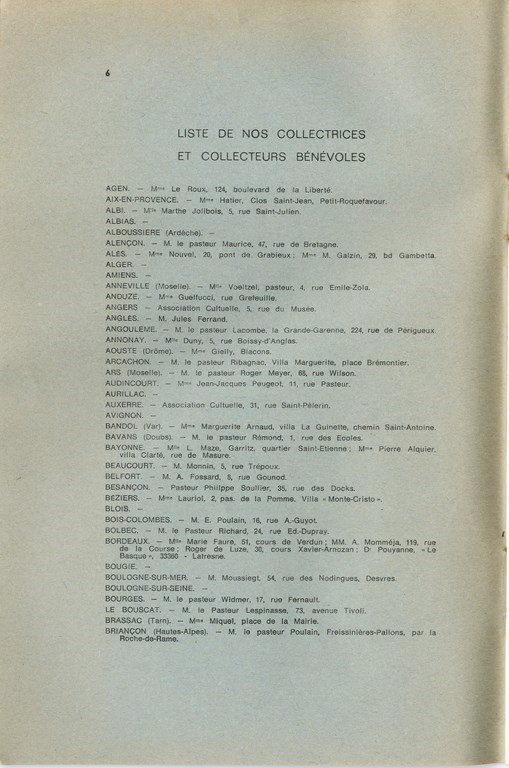 6
LISTE DE NOS COLLECTRICES
ET COLLECTEURS BÉNÉVOLES
AGEN. — Mme Le Roux, 124, boulevard de la Liberté.
AIX-EN-PROVENCE. — Mme Hatier, Clos Saint-Jean, Petit-Roquefavour.
ALBI. — Mlle Marthe Jolibois, 5, rue Saint-Julien.
ALBIAS. —
ALBOUSSIERE (Ardèche). —
ALENÇON. — M. le pasteur Maurice, 47, rue de Bretagne.
ALES. — Mme Nouvel, 20, pont de Grabieux; Mme M. Galzin, 29, bd Gambetta.
ALGER. —
AMIENS. —
ANNEVILLE (Moselle). — Mlle Voeltzel, pasteur, 4, rue Emile-Zola.
ANDUZE. — Mme Guelfucci, rue Grefeuille.
ANGERS — Association Cultuelle, 5, rue du Musée.
ANGLES. — M. Jules Ferrand.
ANGOULEME. — M. le pasteur Lacombe, la Grande-Garenne, 224, rue de Périgueux.
ANNONAY. — Mlle Duny, 5, rue Boissy-d'Anglas.
AOUSTE (Drôme). — Mme Gielly, Blacons.
ARCACHON. — M. le pasteur Ribagnac, Villa Marguerite, place Brémontier.
ARS (Moselle). — M. le pasteur Roger Meyer, 68, rue Wilson.
AUDINCOURT. — Mme Jean-Jacques Peugeot, 11, rue Pasteur.
AURILLAC. —
AUXERRE. — Association Cultuelle, 31, rue Saint-Pèlerin.
AVIGNON. —
BANDOL (Var). — Mme Marguerite Arnaud, villa La Guinette, chemin Saint-Antoine.
BAVANS (Doubs). — M. le pasteur Rémond, 1, rue des Ecoles.
BAYONNE. — Mlle L. Maze, Garritz, quartier Saint-Etienne; Mme Pierre Alquier,
villa Clarté, rue de Masure.
BEAUCOURT. — M. Monnin, 5, rue Trépoux.
BELFORT. — M. A. Fossard, 8, rue Gounod.
BESANÇON. — Pasteur Philippe Soullier, 35, rue des Docks.
BEZIERS. — Mme Lauriol, 2, pas. de la Pomme, Villa « Monte-Cristo ».
BLOIS. —
BOIS-COLOMBES. — M. E. Poulain, 16, rue A.-Guyot.
BOLBEC. — M. le Pasteur Richard, 24, rue Ed.-Dupray.
BORDEAUX. — Mlle Marie Faure, 51, cours de Verdun; MM. A. Momméja, 119, rue
de la Course; Roger de Luze, 30, cours Xavier-Arnozan; Dr Pouyanne, « Le
Basque », 33360 - Latresne.
BOUGIE. —
BOULOGNE-SUR-MER. — M. Moussiegt, 54, rue des Nodingues, Desvres.
BOULOGNE-SUR-SEINE. —
BOURGES. — M. le pasteur Widmer, 17, rue Fernault.
LE BOUSCAT. — M. le Pasteur Lespinasse, 73, avenue Tivoli.
BRASSAC (Tarn). — Mme Miquel, place de la Mairie.
BRIANÇON (Hautes-Alpes). — M. le pasteur Poulain, Freissinières-Pallons, par la
Roche-de-Rame.